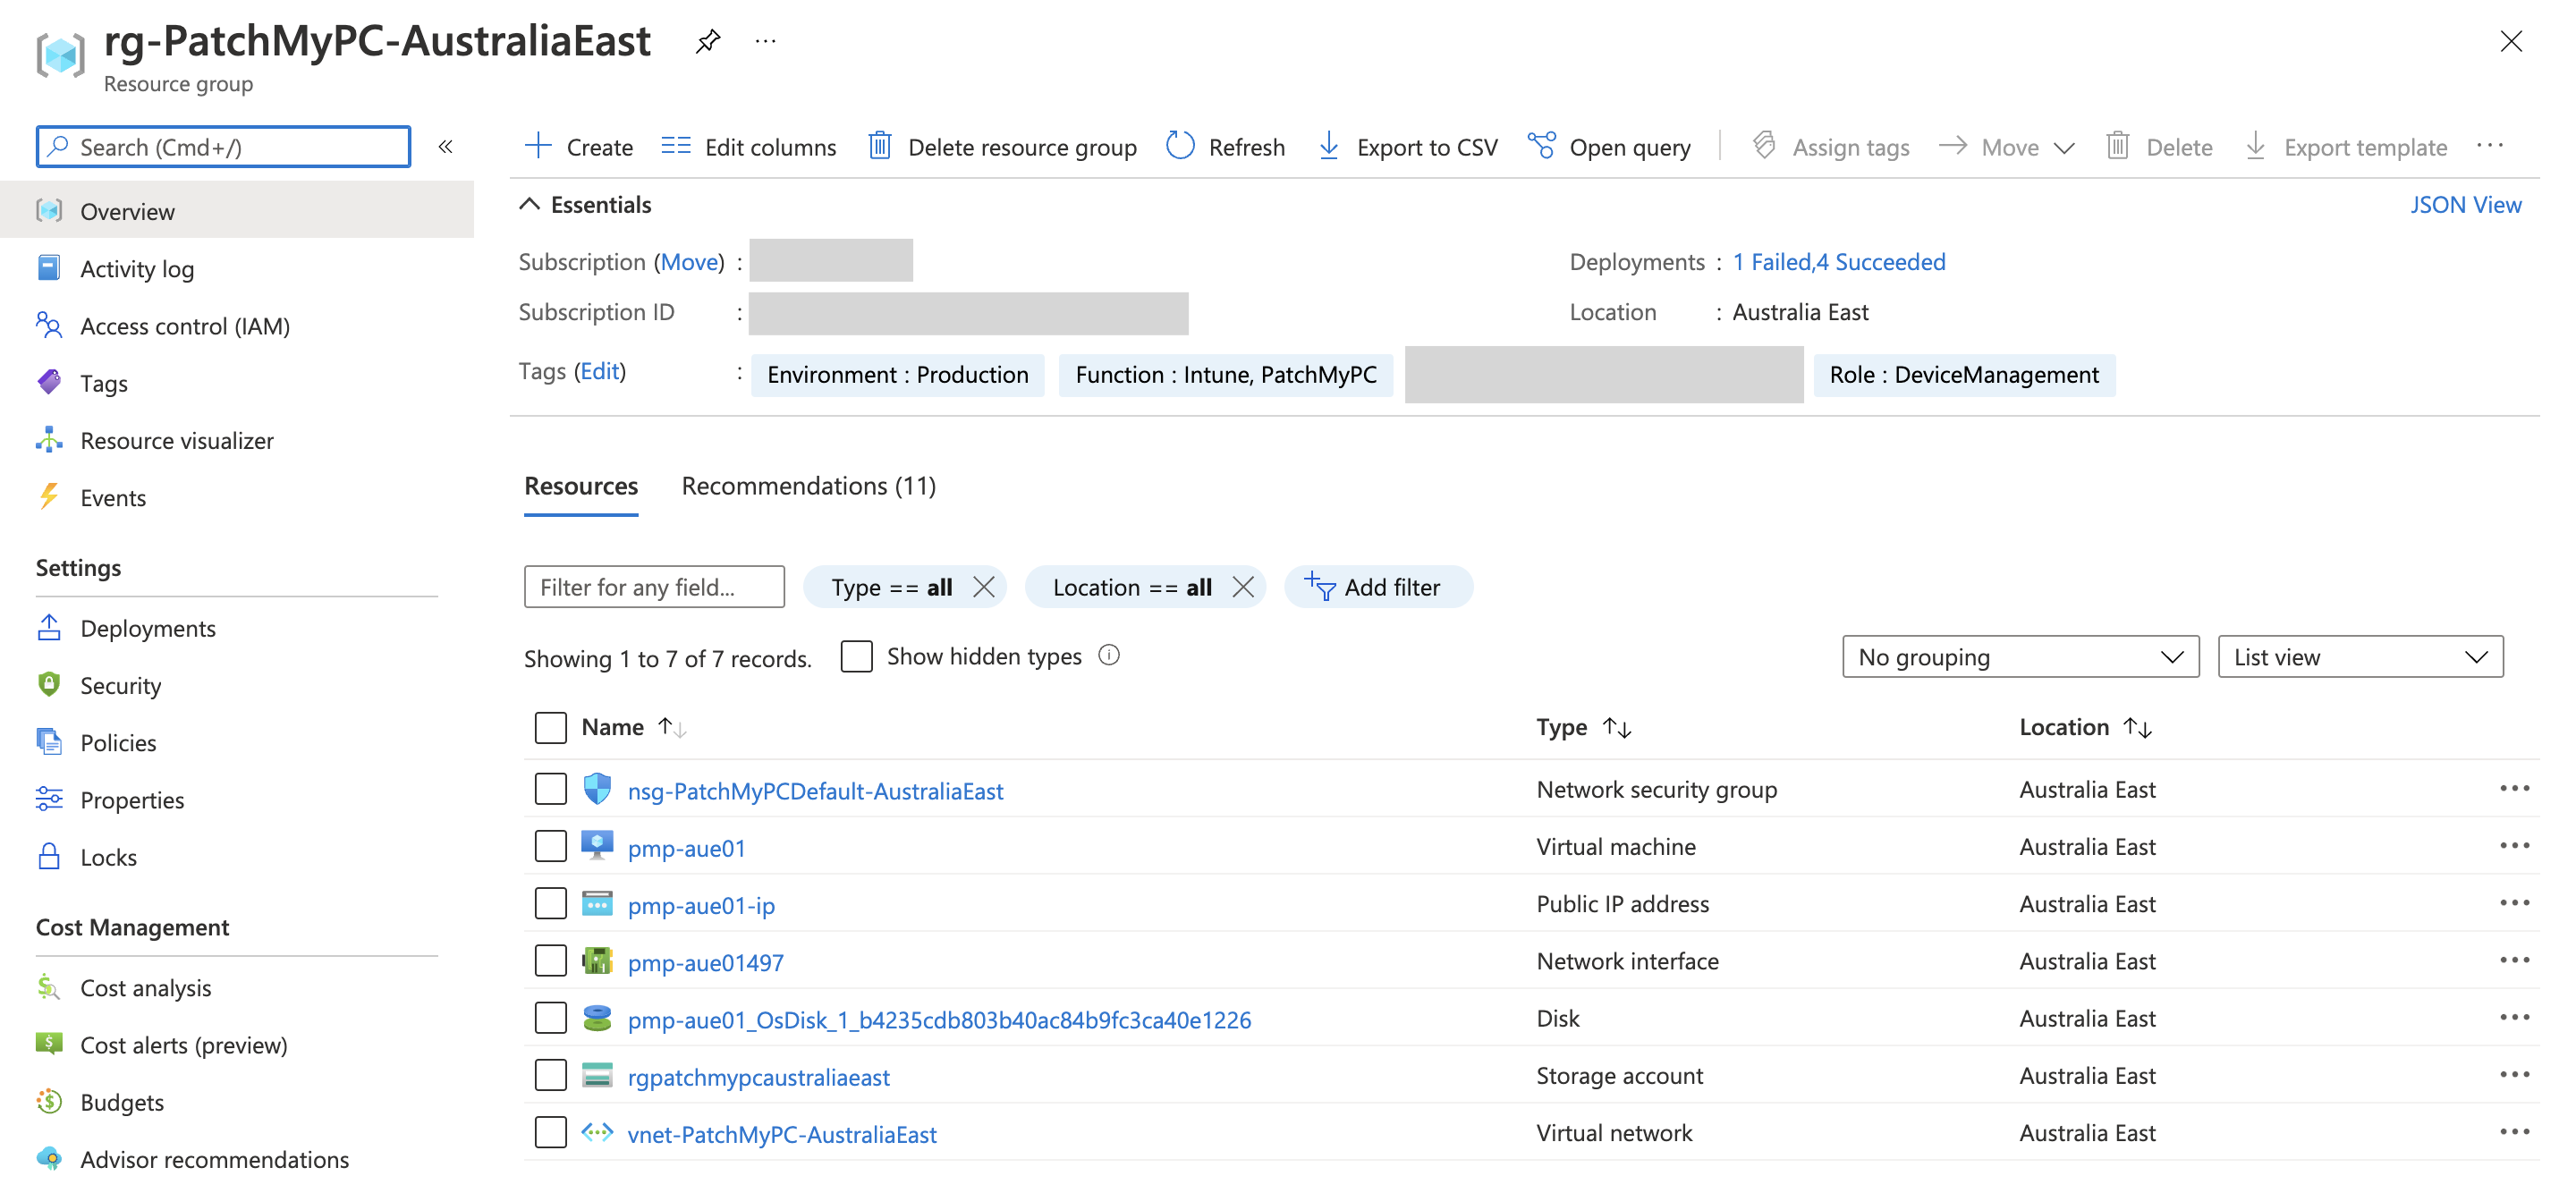 rg-PatchMyPC-AustraliaEast
Resource group
Search (Cmd+/)
Create
Edit columns
Delete resource group
Refresh
Export to CSV
Open query
Assign tags
Move
Delete
Export template
Overview
Activity log
Access control (IAM)
Tags
Resource visualizer
Events
Settings
Deployments
Security
Policies
Properties
Locks
Cost Management
Cost analysis
Cost alerts (preview)
Budgets
Advisor recommendations
Essentials
JSON View
Subscription (Move) :
Deployments : 1 Failed,4 Succeeded
Subscription ID :
Location : Australia East
Tags (Edit) : Environment : Production Function : Intune, PatchMyPC Role : DeviceManagement
Resources Recommendations (11)
Filter for any field... Type == all Location == all Add filter
Showing 1 to 7 of 7 records. Show hidden types No grouping List view
Name Type Location
nsg-PatchMyPCDefault-AustraliaEast Network security group Australia East
pmp-aue01 Virtual machine Australia East
pmp-aue01-ip Public IP address Australia East
pmp-aue01497 Network interface Australia East
pmp-aue01_OsDisk_1_b4235cdb803b40ac84b9fc3ca40e1226 Disk Australia East
rgpatchmypcaustraliaeast Storage account Australia East
vnet-PatchMyPC-AustraliaEast Virtual network Australia East